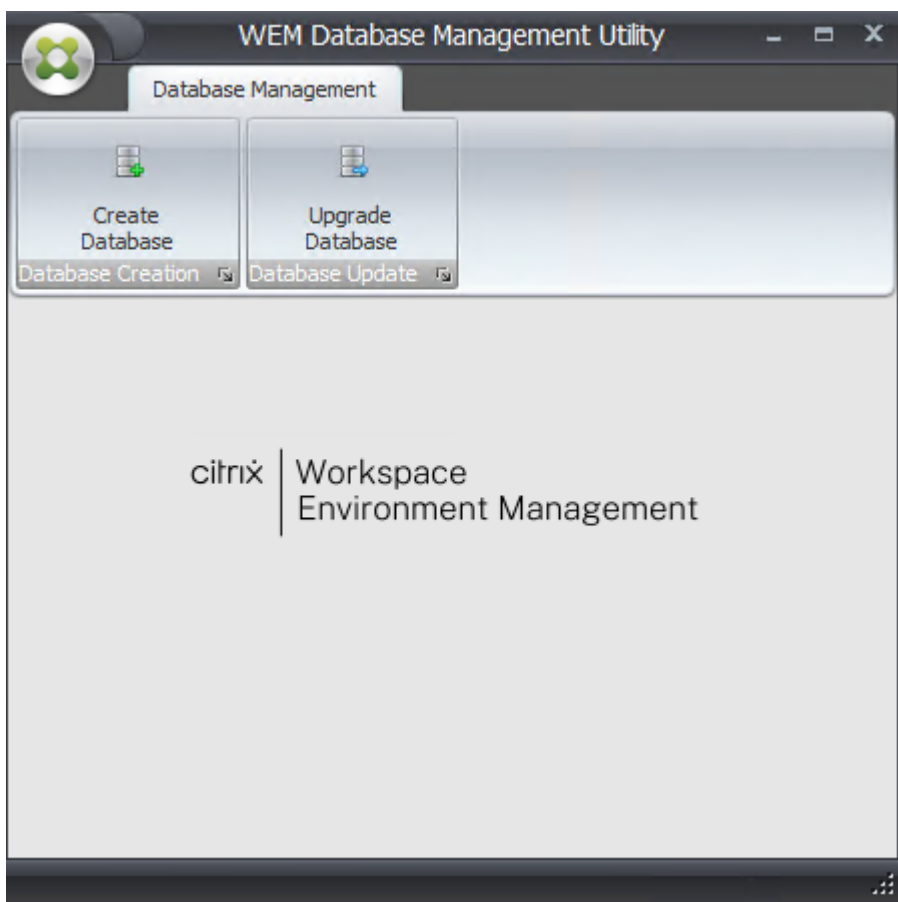 WEM Database Management Utility
Database Management
Create
Database
Upgrade
Database
Database Creation
Database Update
citrix
Workspace
Environment Management